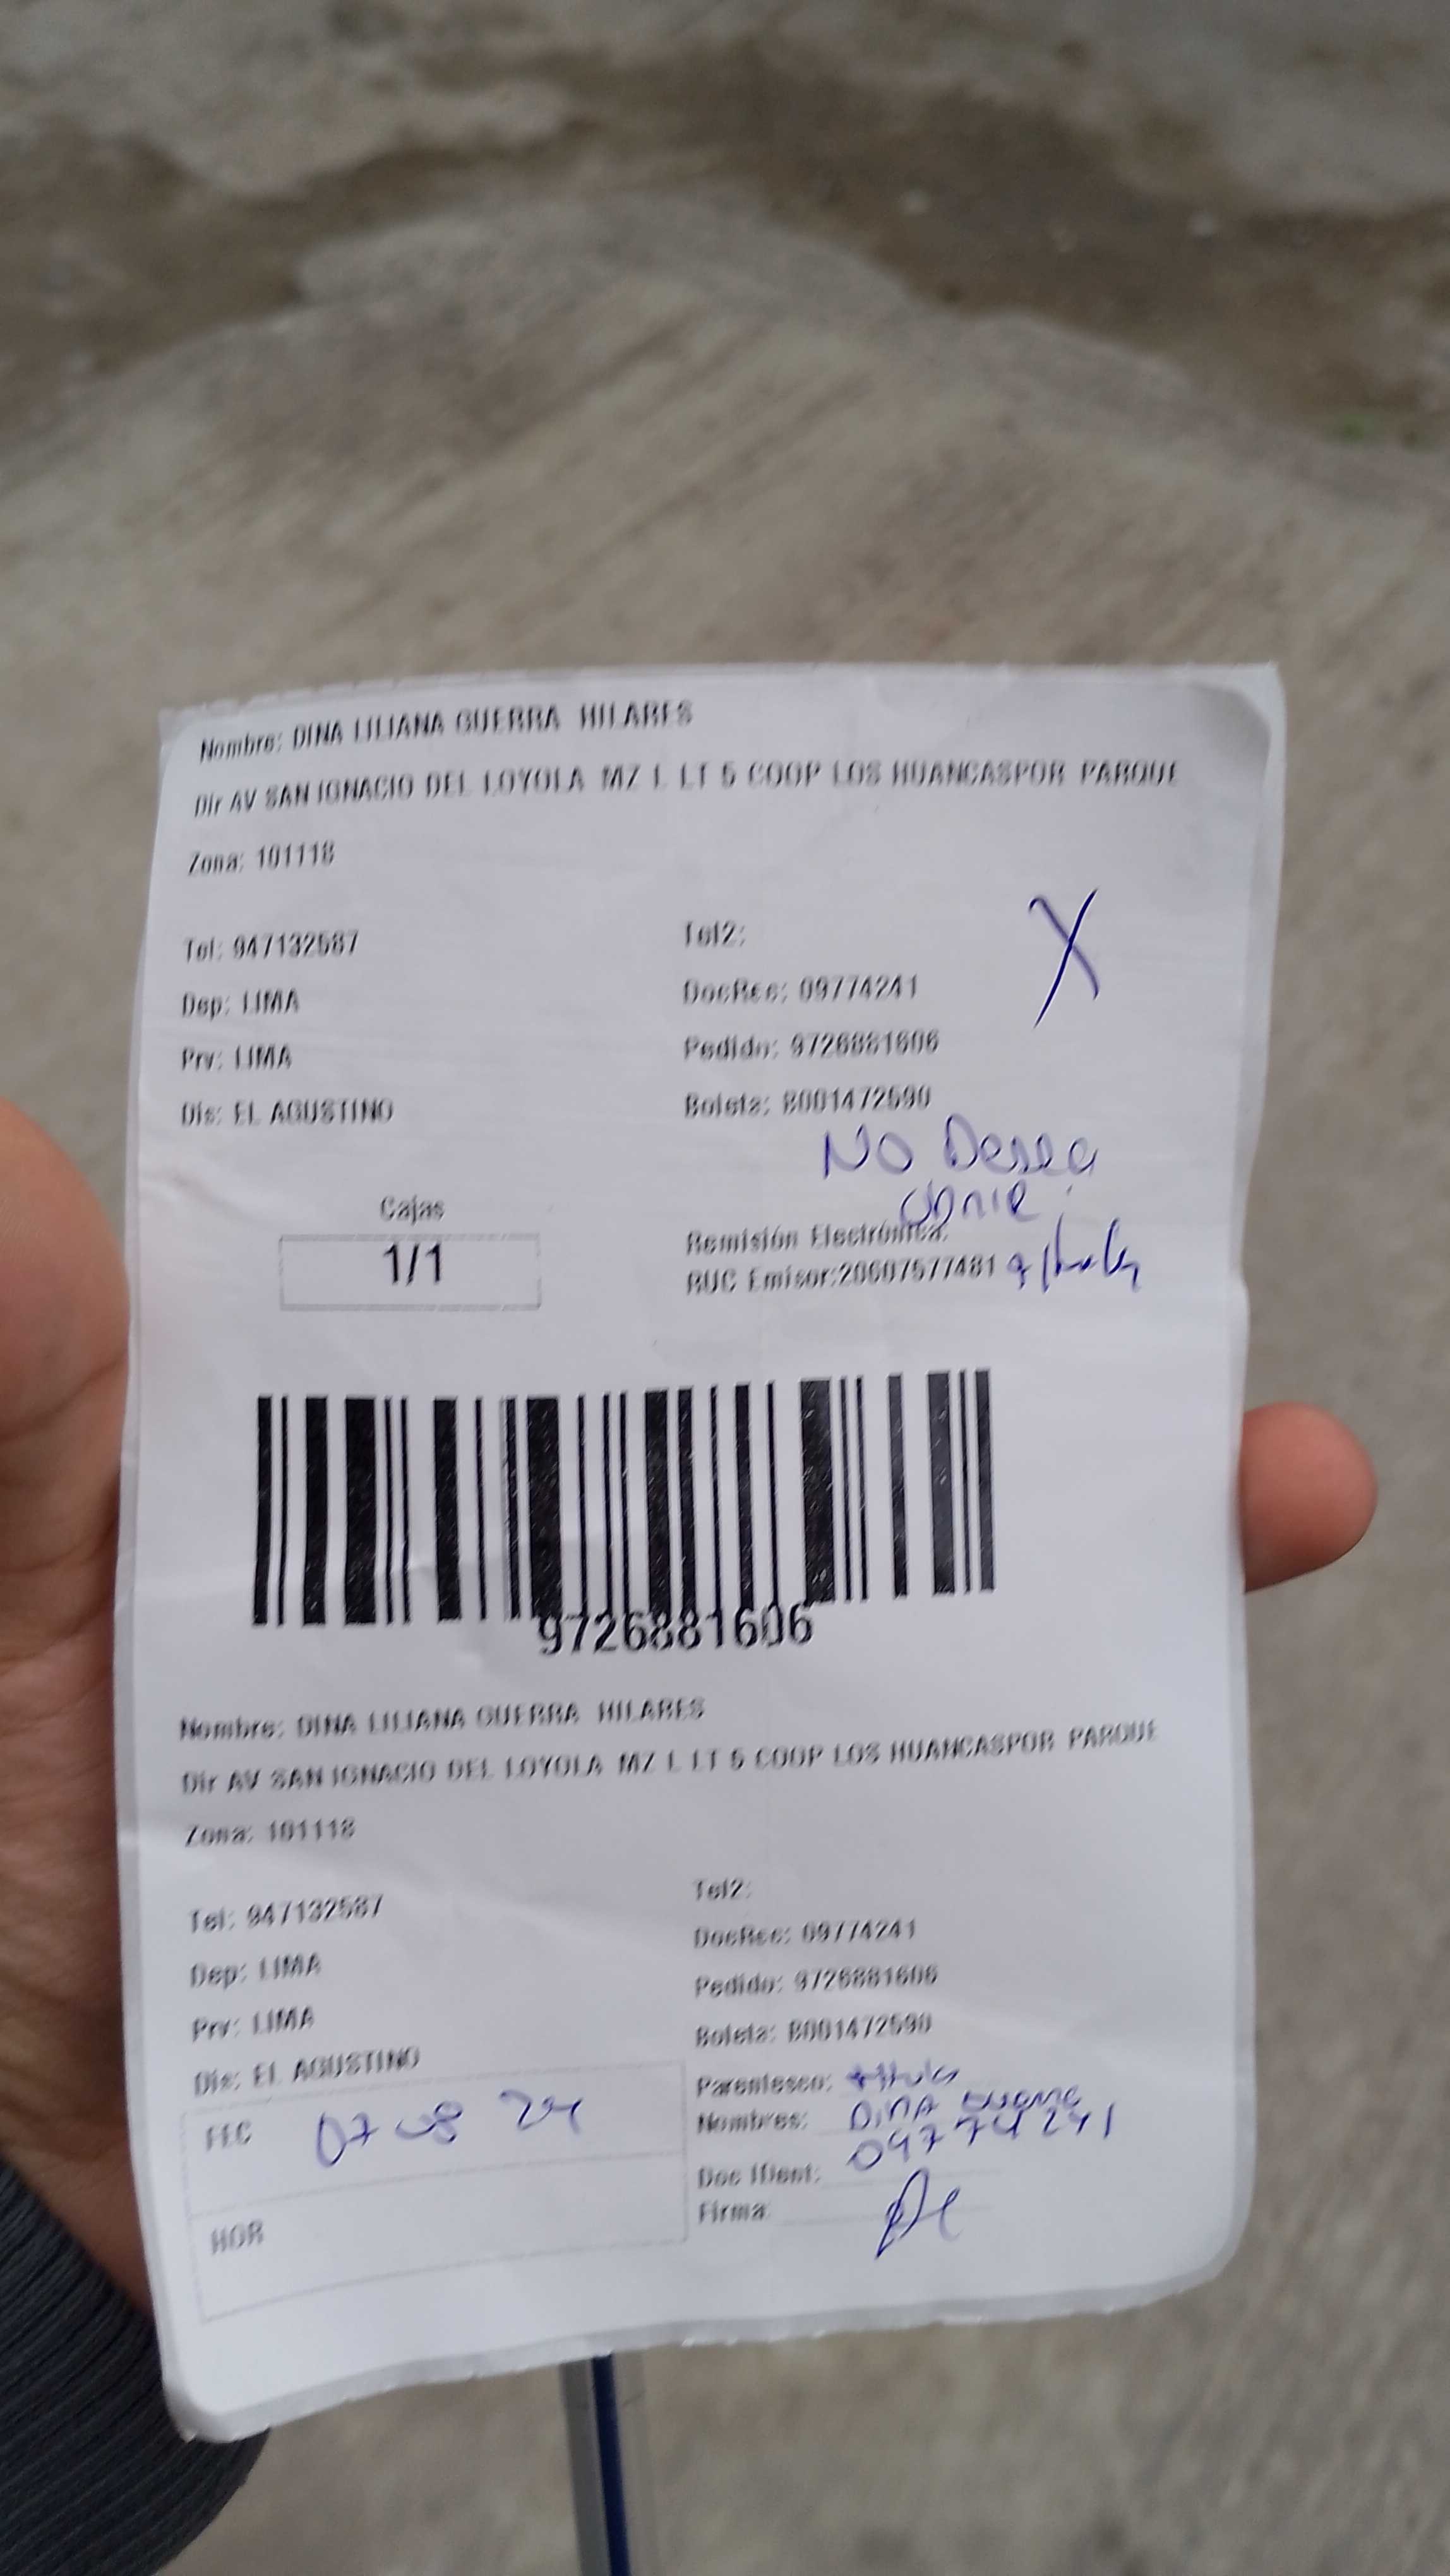 Nombre: DINA LILIANA GUERRA HILARES
Dir AV SAN IGNACIO DEL LOYOLA MZ L LT 5 COOP LOS HUANCASPOR PARQUE
Zona: 101118
Tel: 947132587
Tel2:
Dep: LIMA
DocRec: 09774241
Prv: LIMA
Pedido: 9726881606
Dis: EL AGUSTINO
Boleta: B001472590
No Desea
Cajas
1/1
Remisión Electrónica:
RUC Emisor:20607577481
9726881606
Nombre: DINA LILIANA GUERRA HILARES
Dir AV SAN IGNACIO DEL LOYOLA MZ L LT 5 COOP LOS HUANCASPOR PARQUE
Zona: 101118
Tel: 947132587
Tel2:
Dep: LIMA
DocRec: 09774241
Prv: LIMA
Pedido: 9726881606
Dis: EL AGUSTINO
Boleta: B001472590
Parentesco:
FEC 07 08 24
Nombres: DINA
Doc IDent: 09774241
HOR
Firma: